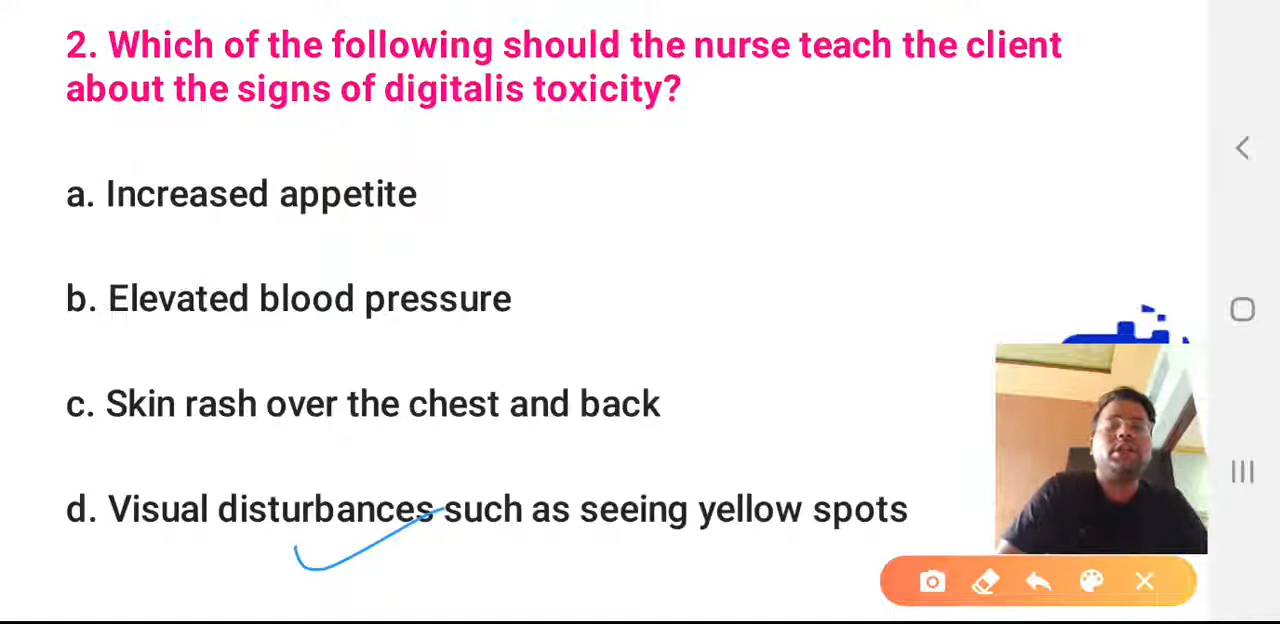 2. Which of the following should the nurse teach the client
about the signs of digitalis toxicity?
a. Increased appetite
b. Elevated blood pressure
c. Skin rash over the chest and back
d. Visual disturbances such as seeing yellow spots